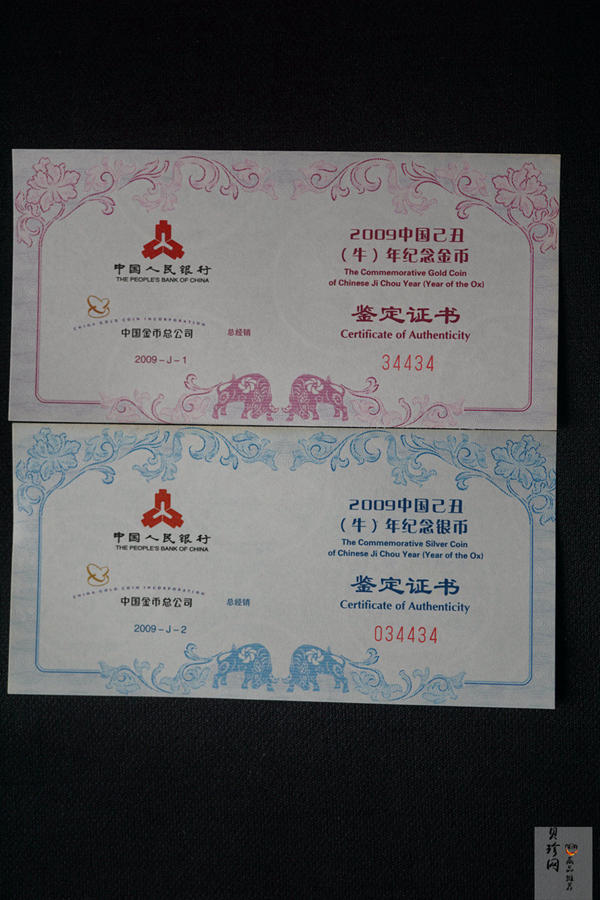 中国人民银行
THE PEOPLE'S BANK OF CHINA
CHINA GOLD COIN INCORPORATION
中国金币总公司 总经销
2009-J-1
2009中国己丑
（牛）年纪念金币
The Commemorative Gold Coin
of Chinese Ji Chou Year (Year of the Ox)
鉴定证书
Certificate of Authenticity
34434
中国人民银行
THE PEOPLE'S BANK OF CHINA
CHINA GOLD COIN INCORPORATION
中国金币总公司 总经销
2009-J-2
2009中国己丑
（牛）年纪念银币
The Commemorative Silver Coin
of Chinese Ji Chou Year (Year of the Ox)
鉴定证书
Certificate of Authenticity
034434
贝珍网